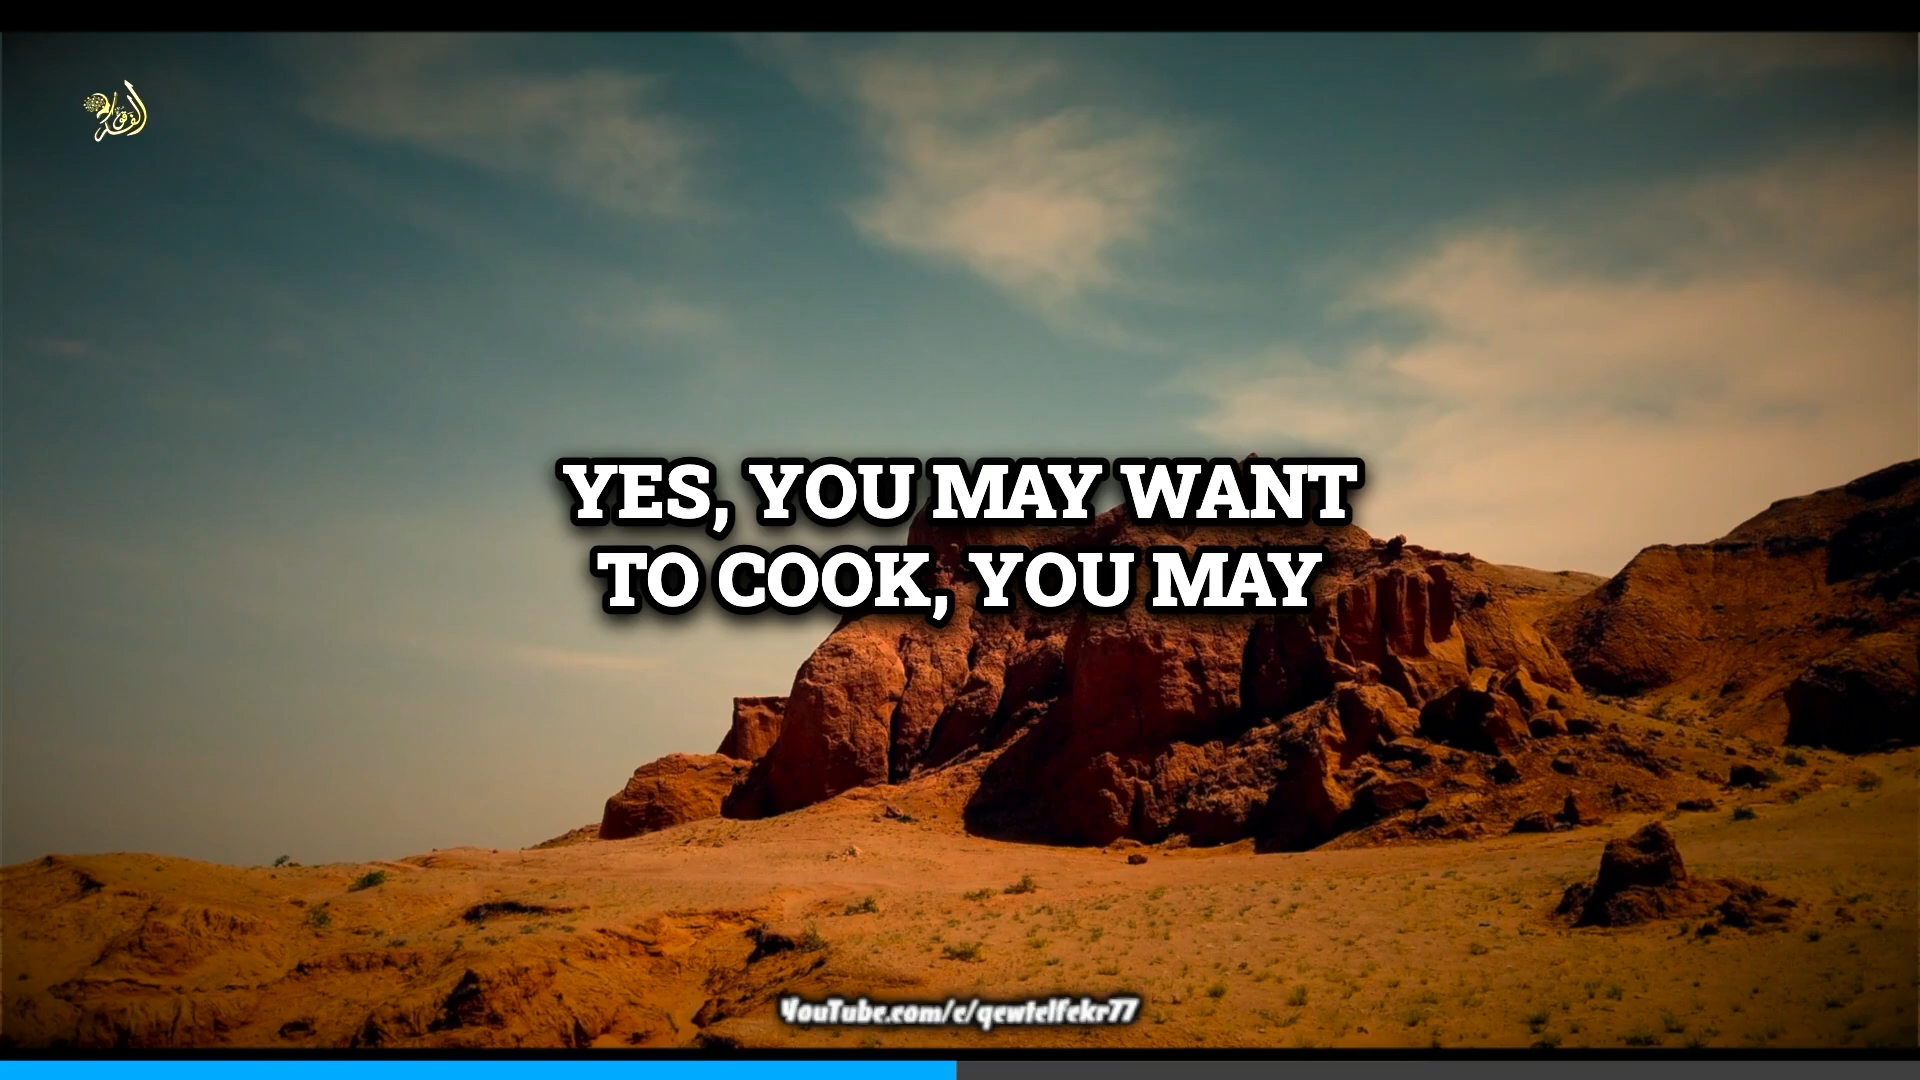 YES, YOU MAY WANT
TO COOK, YOU MAY
YouTube.com/c/qewtelfekr77